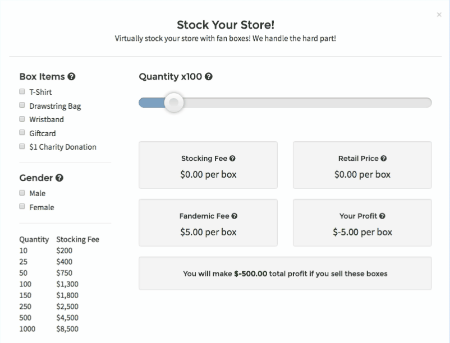 ×
Stock Your Store!
Virtually stock your store with fan boxes! We handle the hard part!
Box Items ?
T-Shirt
Drawstring Bag
Wristband
Giftcard
$1 Charity Donation
Gender ?
Male
Female
Quantity Stocking Fee
10 $200
25 $400
50 $750
100 $1,300
150 $1,800
250 $2,500
500 $4,500
1000 $8,500
Quantity x100 ?
Stocking Fee ?
$0.00 per box
Retail Price ?
$0.00 per box
Fandemic Fee ?
$5.00 per box
Your Profit ?
$-5.00 per box
You will make $-500.00 total profit if you sell these boxes